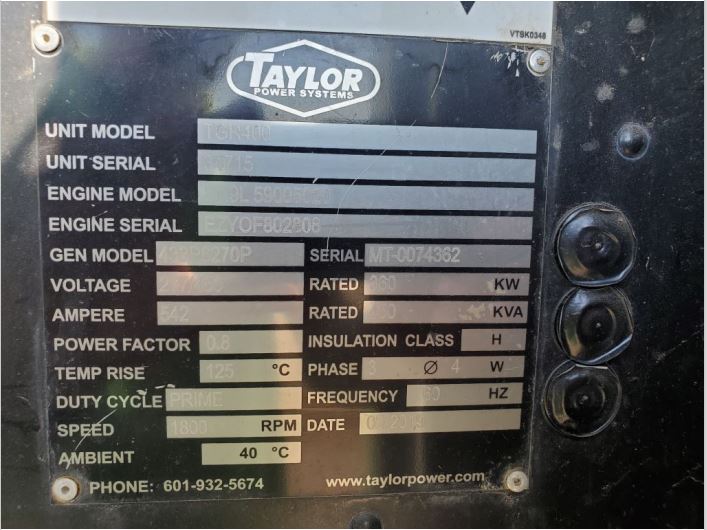 VTSK0348
TAYLOR
POWER SYSTEMS
UNIT MODEL
UNIT SERIAL
ENGINE MODEL
ENGINE SERIAL EZYOF802808
GEN MODEL SERIAL MT-0074362
VOLTAGE RATED KW
AMPERE 542 RATED KVA
POWER FACTOR 0.8 INSULATION CLASS H
TEMP RISE 125 °C PHASE 3 Ø 4 W
DUTY CYCLE PRIME FREQUENCY 60 HZ
SPEED 1800 RPM DATE
AMBIENT 40 °C
PHONE: 601-932-5674 www.taylorpower.com